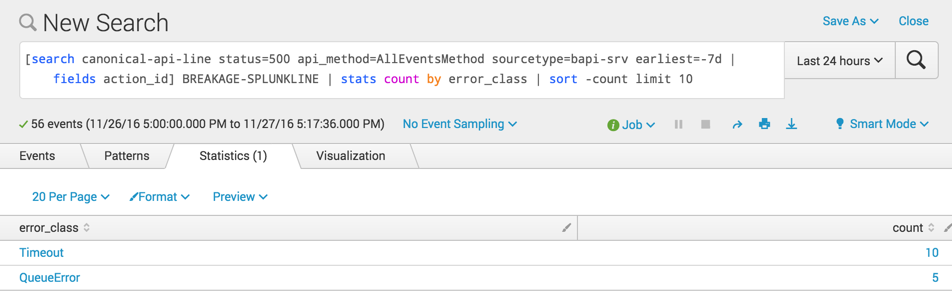 New Search
Save As
Close
[search canonical-api-line status=500 api_method=AllEventsMethod sourcetype=bapi-srv earliest=-7d |
fields action_id] BREAKAGE-SPLUNKLINE | stats count by error_class | sort -count limit 10
Last 24 hours
56 events (11/26/16 5:00:00.000 PM to 11/27/16 5:17:36.000 PM)
No Event Sampling
Job
Smart Mode
Events
Patterns
Statistics (1)
Visualization
20 Per Page
Format
Preview
error_class
count
Timeout
10
QueueError
5